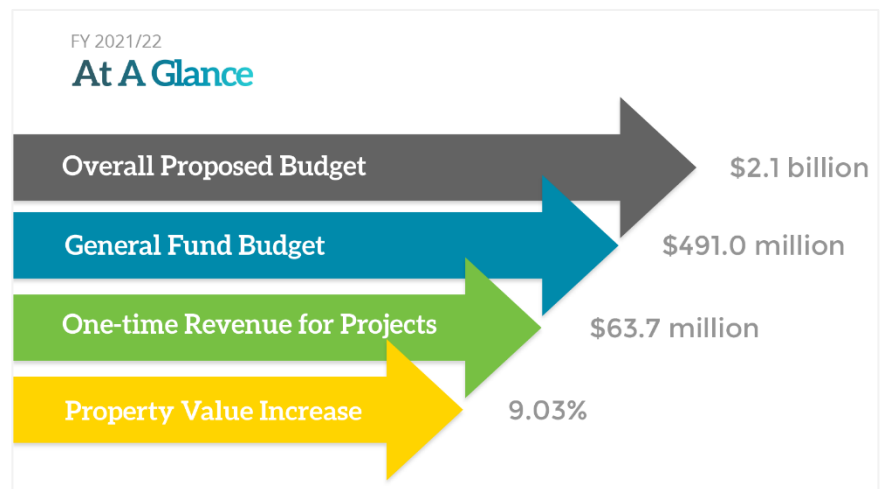 FY 2021/22
At A Glance
Overall Proposed Budget
$2.1 billion
General Fund Budget
$491.0 million
One-time Revenue for Projects
$63.7 million
Property Value Increase
9.03%